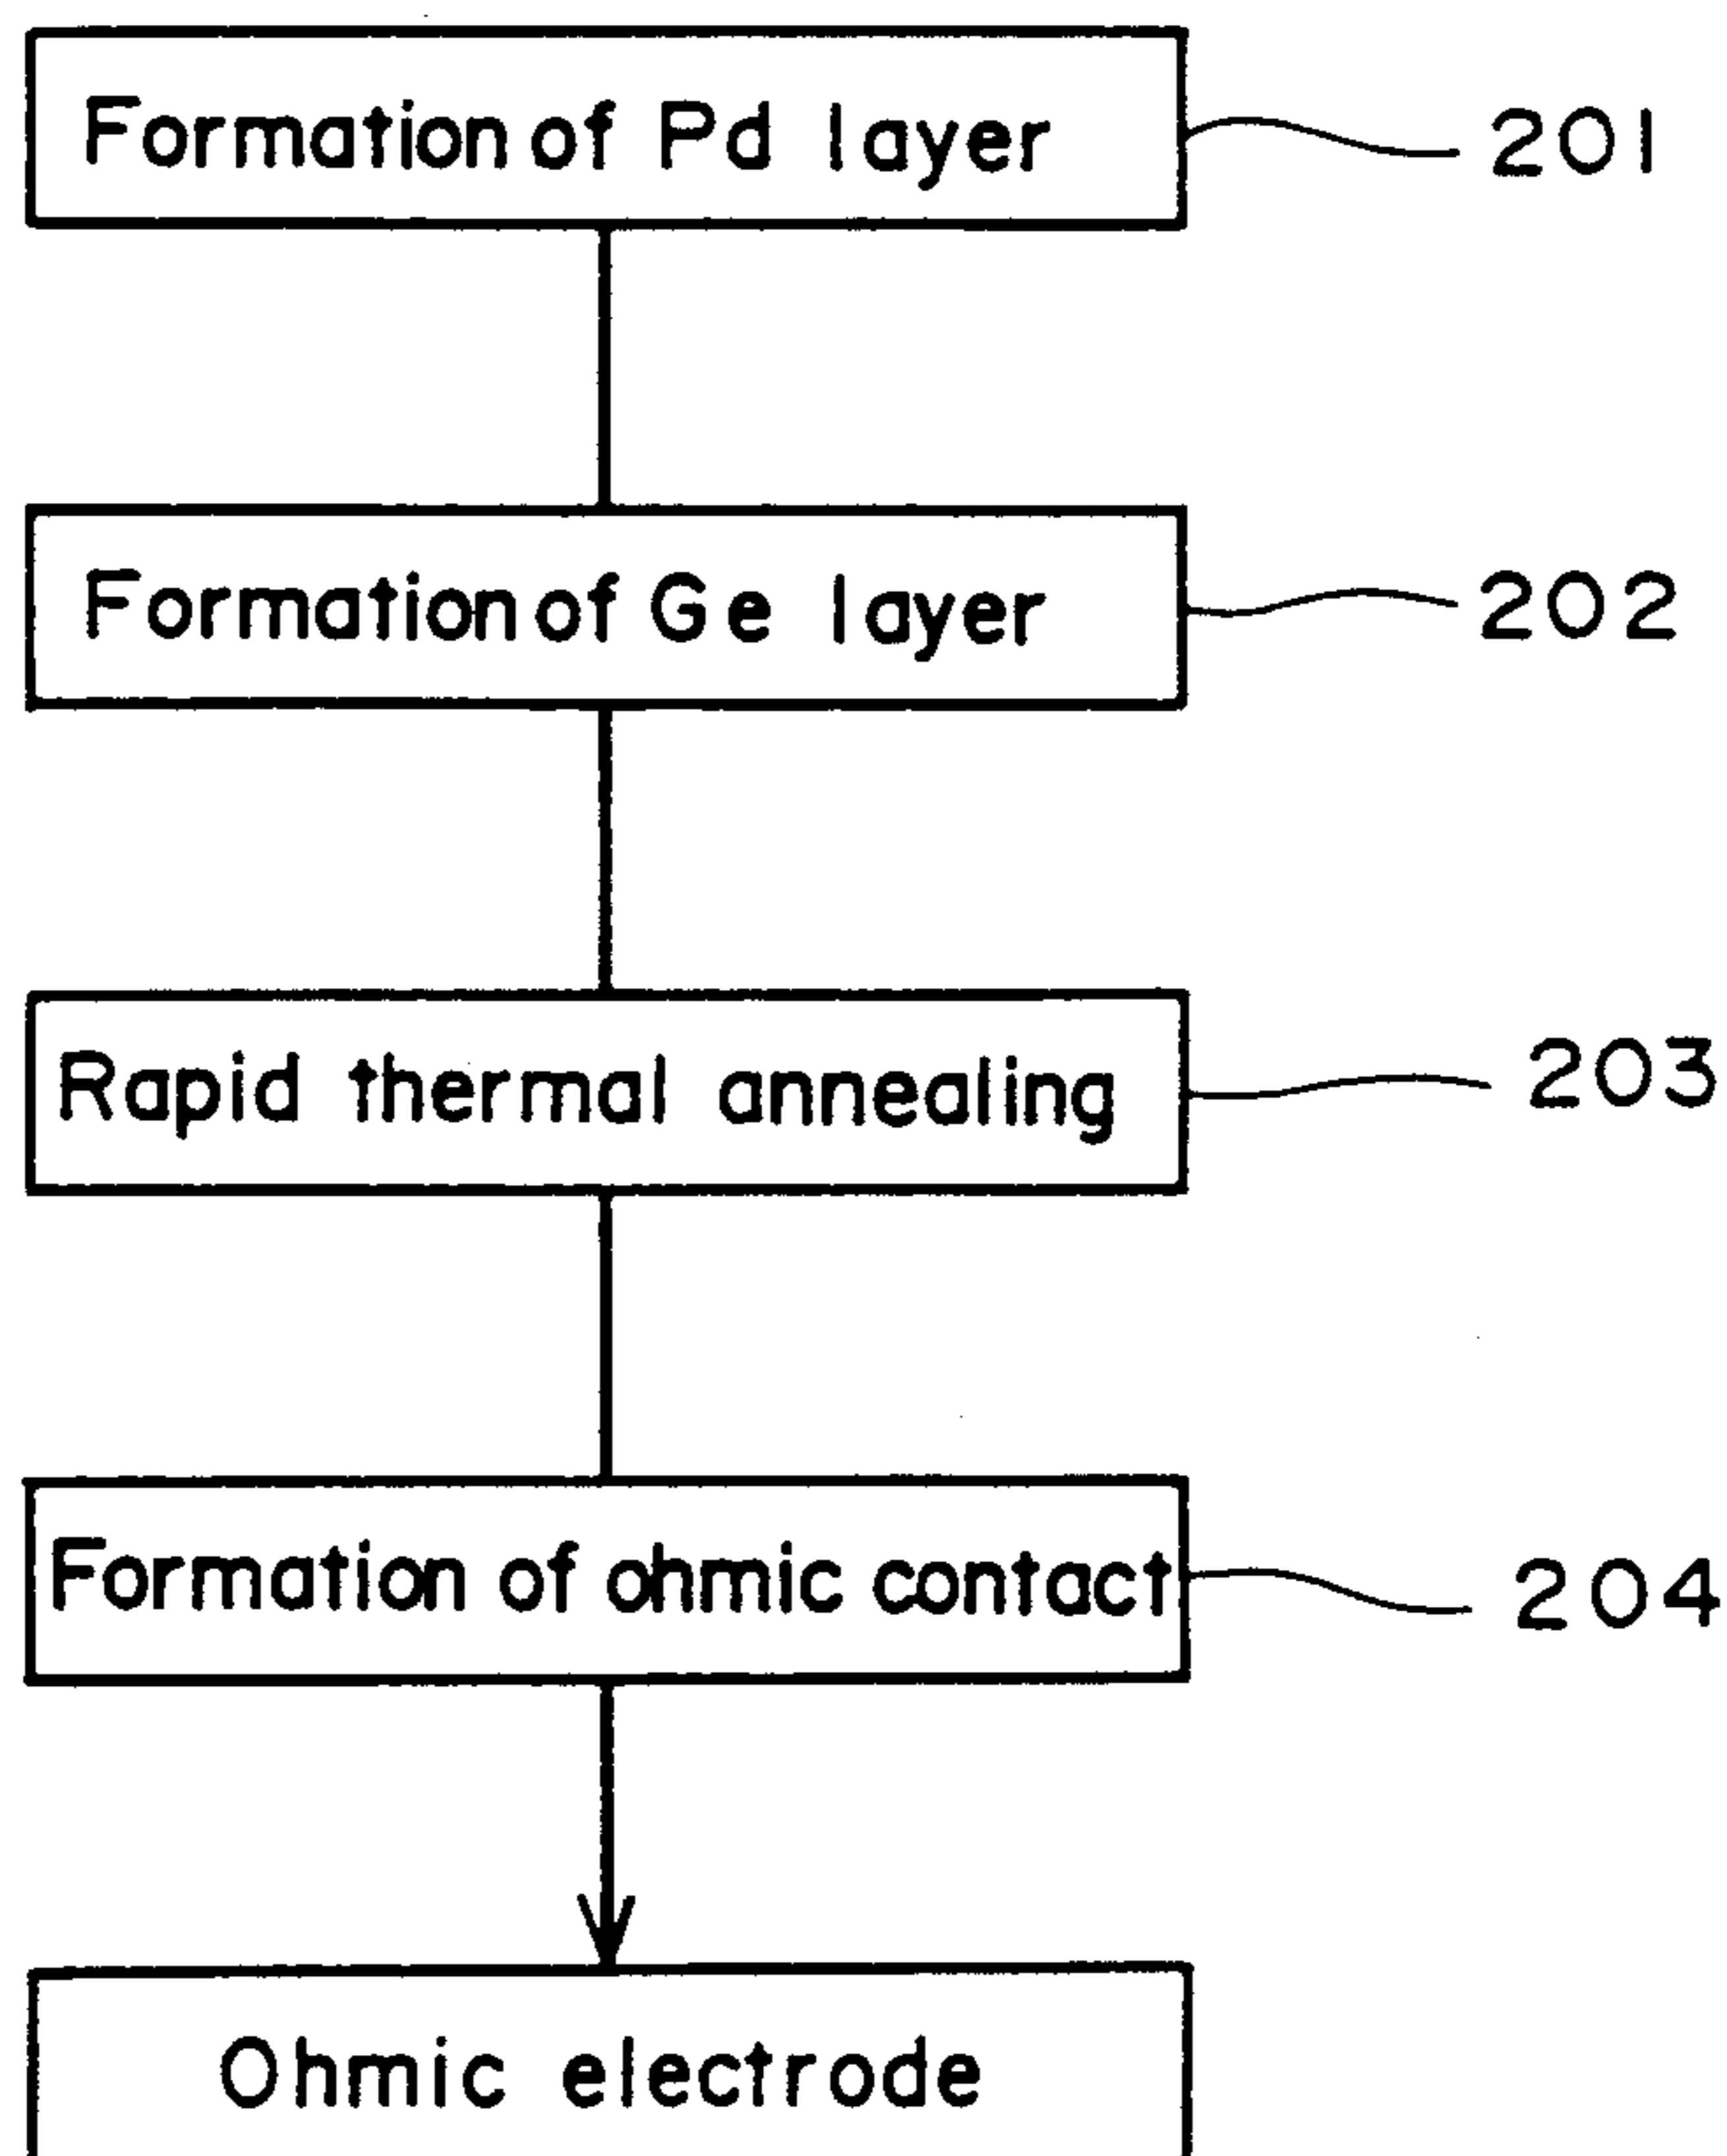 Formation of Pd layer 201
Formation of Ge layer 202
Rapid thermal annealing 203
Formation of ohmic contact 204
Ohmic electrode